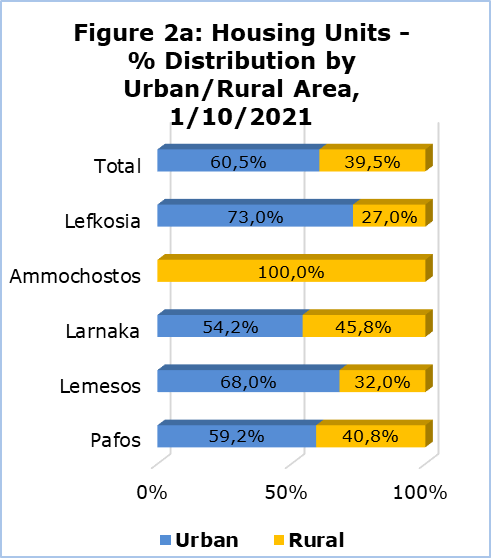 Figure 2a: Housing Units -
% Distribution by
Urban/Rural Area,
1/10/2021
Total 60,5% 39,5%
Lefkosia 73,0% 27,0%
Ammochostos 100,0%
Larnaka 54,2% 45,8%
Lemesos 68,0% 32,0%
Pafos 59,2% 40,8%
0% 50% 100%
Urban Rural